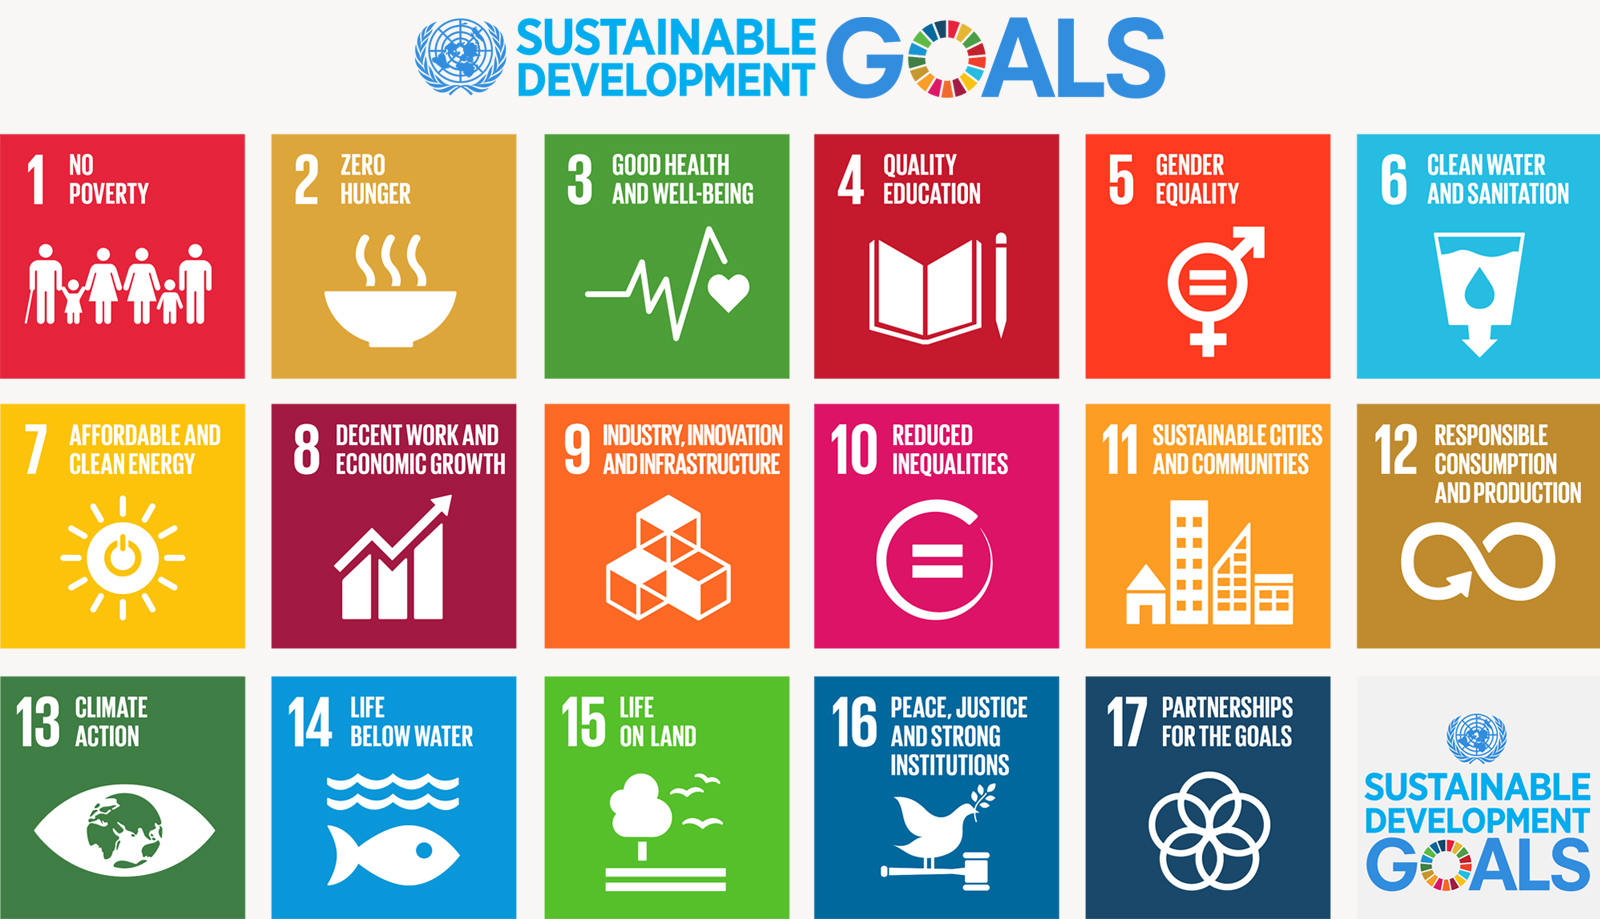 SUSTAINABLE
DEVELOPMENT
GOALS
1 NO
POVERTY
2 ZERO
HUNGER
3 GOOD HEALTH
AND WELL-BEING
4 QUALITY
EDUCATION
5 GENDER
EQUALITY
6 CLEAN WATER
AND SANITATION
7 AFFORDABLE AND
CLEAN ENERGY
8 DECENT WORK AND
ECONOMIC GROWTH
9 INDUSTRY, INNOVATION
AND INFRASTRUCTURE
10 REDUCED
INEQUALITIES
11 SUSTAINABLE CITIES
AND COMMUNITIES
12 RESPONSIBLE
CONSUMPTION
AND PRODUCTION
13 CLIMATE
ACTION
14 LIFE
BELOW WATER
15 LIFE
ON LAND
16 PEACE, JUSTICE
AND STRONG
INSTITUTIONS
17 PARTNERSHIPS
FOR THE GOALS
SUSTAINABLE
DEVELOPMENT
GOALS